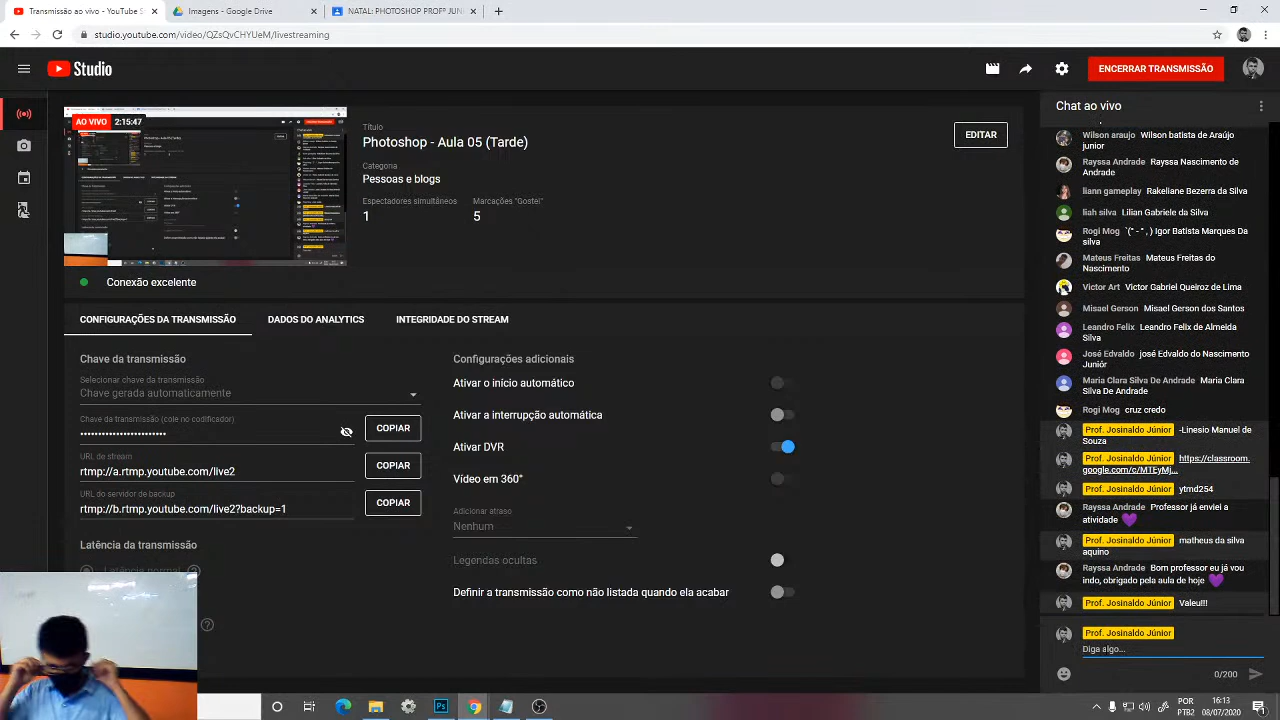 Transmissão ao vivo - YouTube S
Imagens - Google Drive
NATAL: PHOTOSHOP PROFº JUNI
studio.youtube.com/video/QZsQvCHYUeM/livestreaming
Studio
ENCERRAR TRANSMISSÃO
AO VIVO 2:15:47
Título
Photoshop - Aula 05 (Tarde)
EDITAR
Categoria
Pessoas e blogs
Espectadores simultâneos
1
Marcações "Gostei"
5
Conexão excelente
CONFIGURAÇÕES DA TRANSMISSÃO
DADOS DO ANALYTICS
INTEGRIDADE DO STREAM
Chave da transmissão
Selecionar chave da transmissão
Chave gerada automaticamente
Chave da transmissão (cole no codificador)
COPIAR
URL de stream
rtmp://a.rtmp.youtube.com/live2
COPIAR
URL do servidor de backup
rtmp://b.rtmp.youtube.com/live2?backup=1
COPIAR
Latência da transmissão
Latência normal
Configurações adicionais
Ativar o início automático
Ativar a interrupção automática
Ativar DVR
Vídeo em 360°
Adicionar atraso
Nenhum
Legendas ocultas
Definir a transmissão como não listada quando ela acabar
Chat ao vivo
Wilson araujo Wilson batista de Araújo
junior
Rayssa Andrade Rayssa Nascimento de
Andrade
liann gameplay Rakeliane Bezerra da Silva
liah silva Lilian Gabriele da Silva
Rogi Mog `(° -°, ) Igor Batista Marques Da
silva
Mateus Freitas Mateus Freitas do
Nascimento
Victor Art Victor Gabriel Queiroz de Lima
Misael Gerson Misael Gerson dos Santos
Leandro Felix Leandro Felix de Almeida
Silva
José Edvaldo josé Edvaldo do Nascimento
Junior
Maria Clara Silva De Andrade Maria Clara
Silva de Andrade
Rogi Mog cruz credo
Prof. Josinaldo Júnior -Linesio Manuel de
Souza
Prof. Josinaldo Júnior https://classroom.
google.com/c/MTEyMj...
Prof. Josinaldo Júnior ytmd254
Rayssa Andrade Professor já enviei a
atividade 💜
Prof. Josinaldo Júnior matheus da silva
aquino
Rayssa Andrade Bom professor eu já vou
indo, obrigado pela aula de hoje 💜
Prof. Josinaldo Júnior Valeu!!!
Prof. Josinaldo Júnior
Diga algo...
0/200
POR
PTB2
16:13
08/07/2020